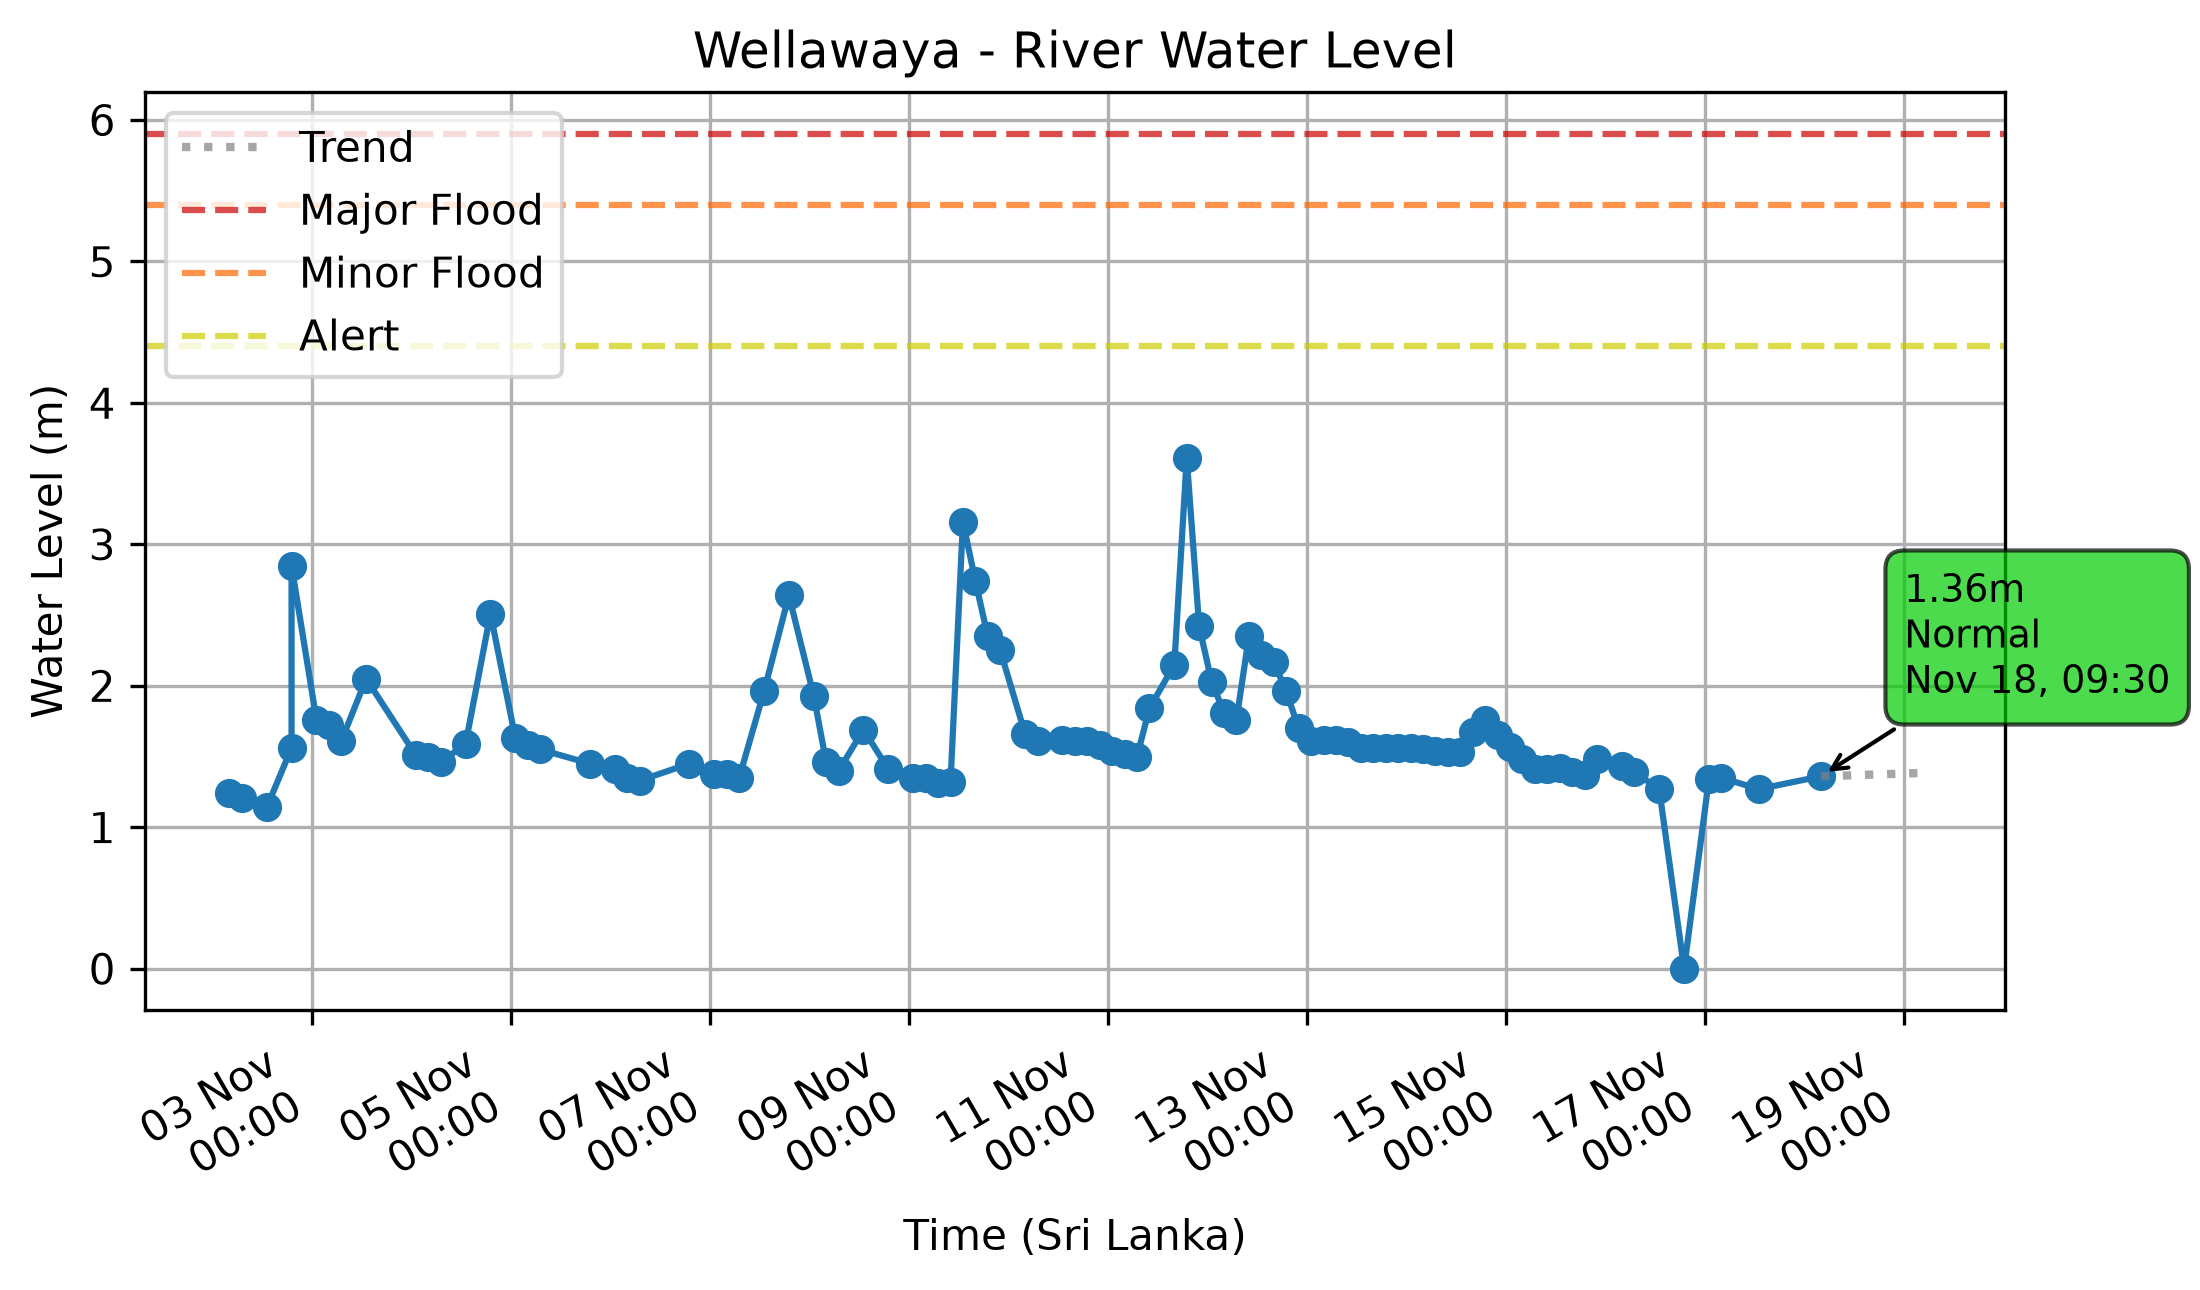 Wellawaya - River Water Level
6
5
4
3
2
1
0
Water Level (m)
Trend
Major Flood
Minor Flood
Alert
1.36m
Normal
Nov 18, 09:30
03 Nov
00:00
05 Nov
00:00
07 Nov
00:00
09 Nov
00:00
11 Nov
00:00
13 Nov
00:00
15 Nov
00:00
17 Nov
00:00
19 Nov
00:00
Time (Sri Lanka)